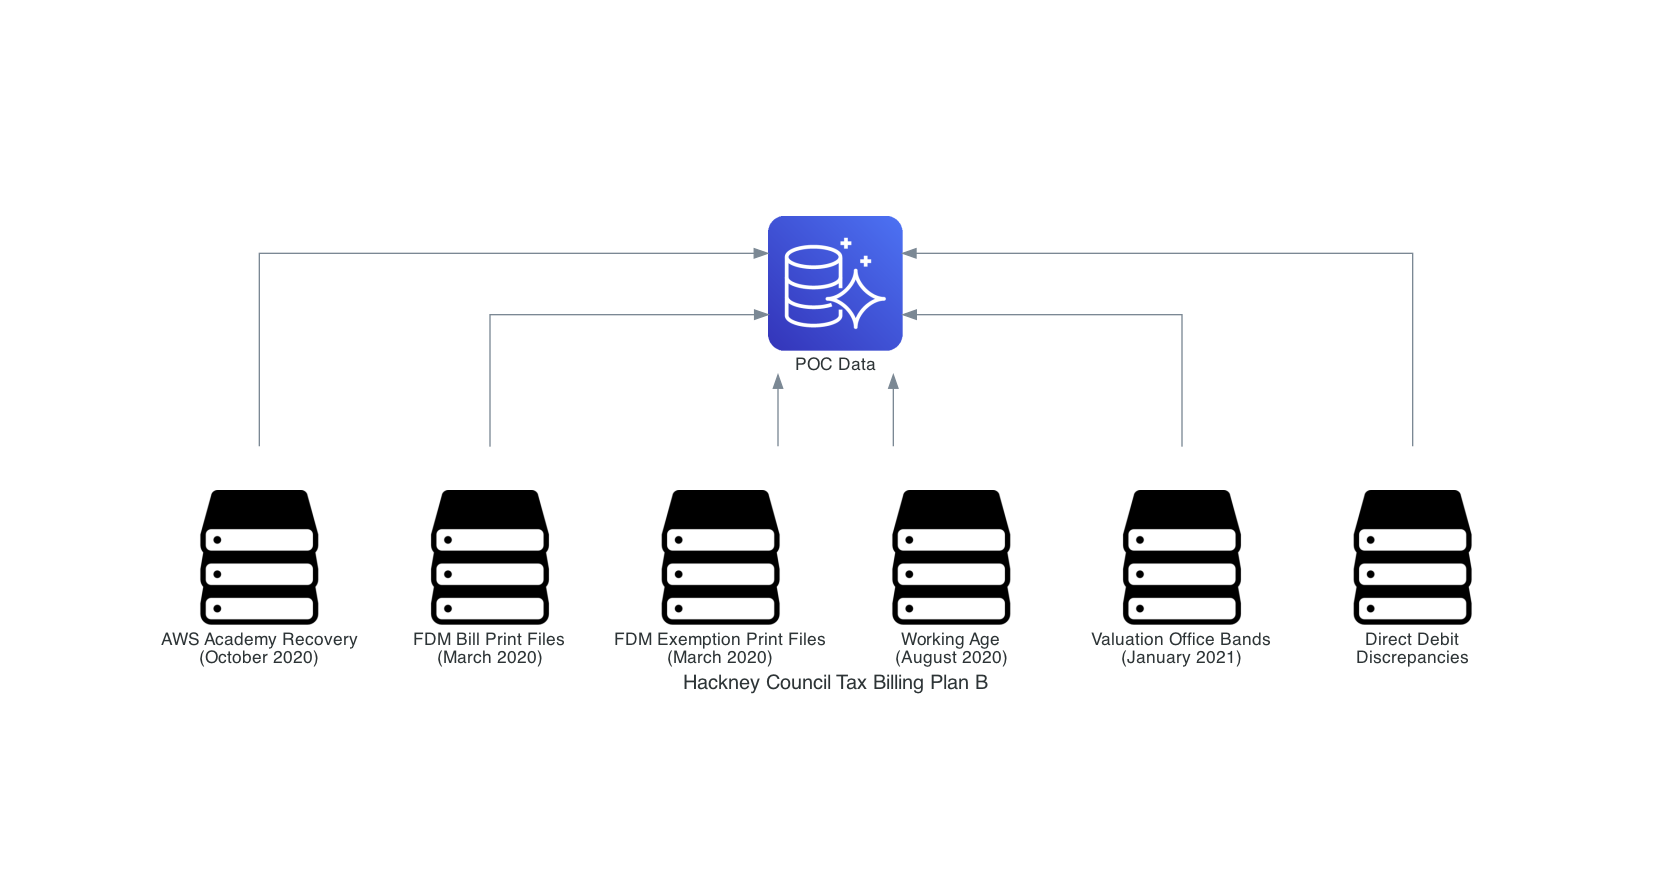 POC Data
AWS Academy Recovery
(October 2020)
FDM Bill Print Files
(March 2020)
FDM Exemption Print Files
(March 2020)
Working Age
(August 2020)
Valuation Office Bands
(January 2021)
Direct Debit
Discrepancies
Hackney Council Tax Billing Plan B